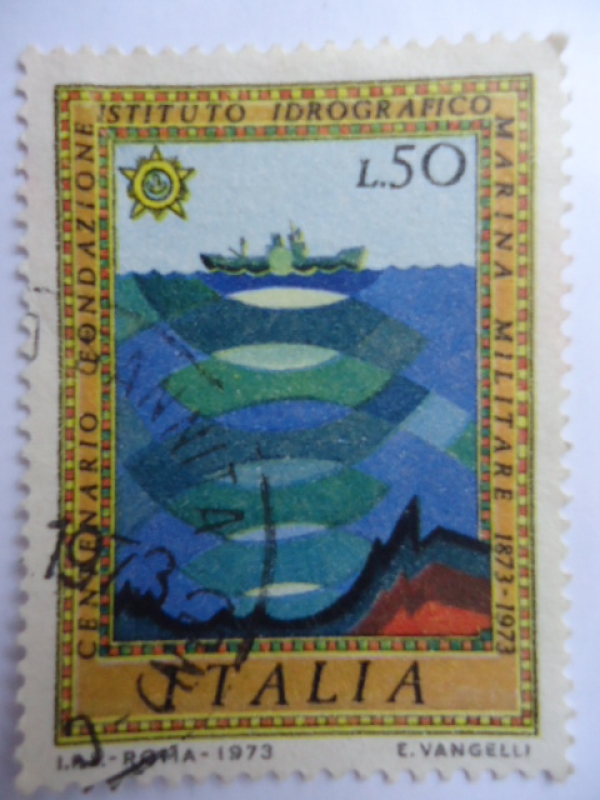 CENTENARIO FONDAZIONE
ISTITUTO IDROGRAFICO
MARINA MILITARE 1873-1973
L.50
ITALIA
ROMA-1973
E. VANGELLI